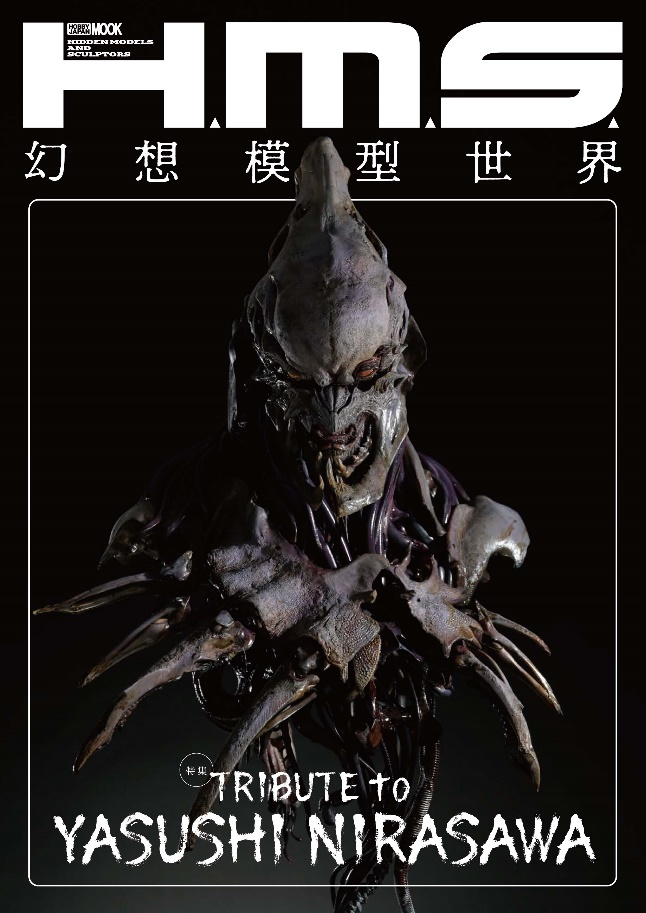 HOBBY JAPAN MOOK
HIDDEN MODELS
AND
SCULPTORS
H.M.S.
幻想模型世界
特集
TRIBUTE to
YASUSHI NIRASAWA